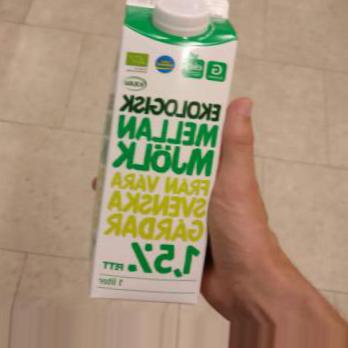 EKOLOGISK
MELLAN
MJÖLK
FRÅN VÅRA
SVENSKA
GÅRDAR
1,5% FETT
1 liter